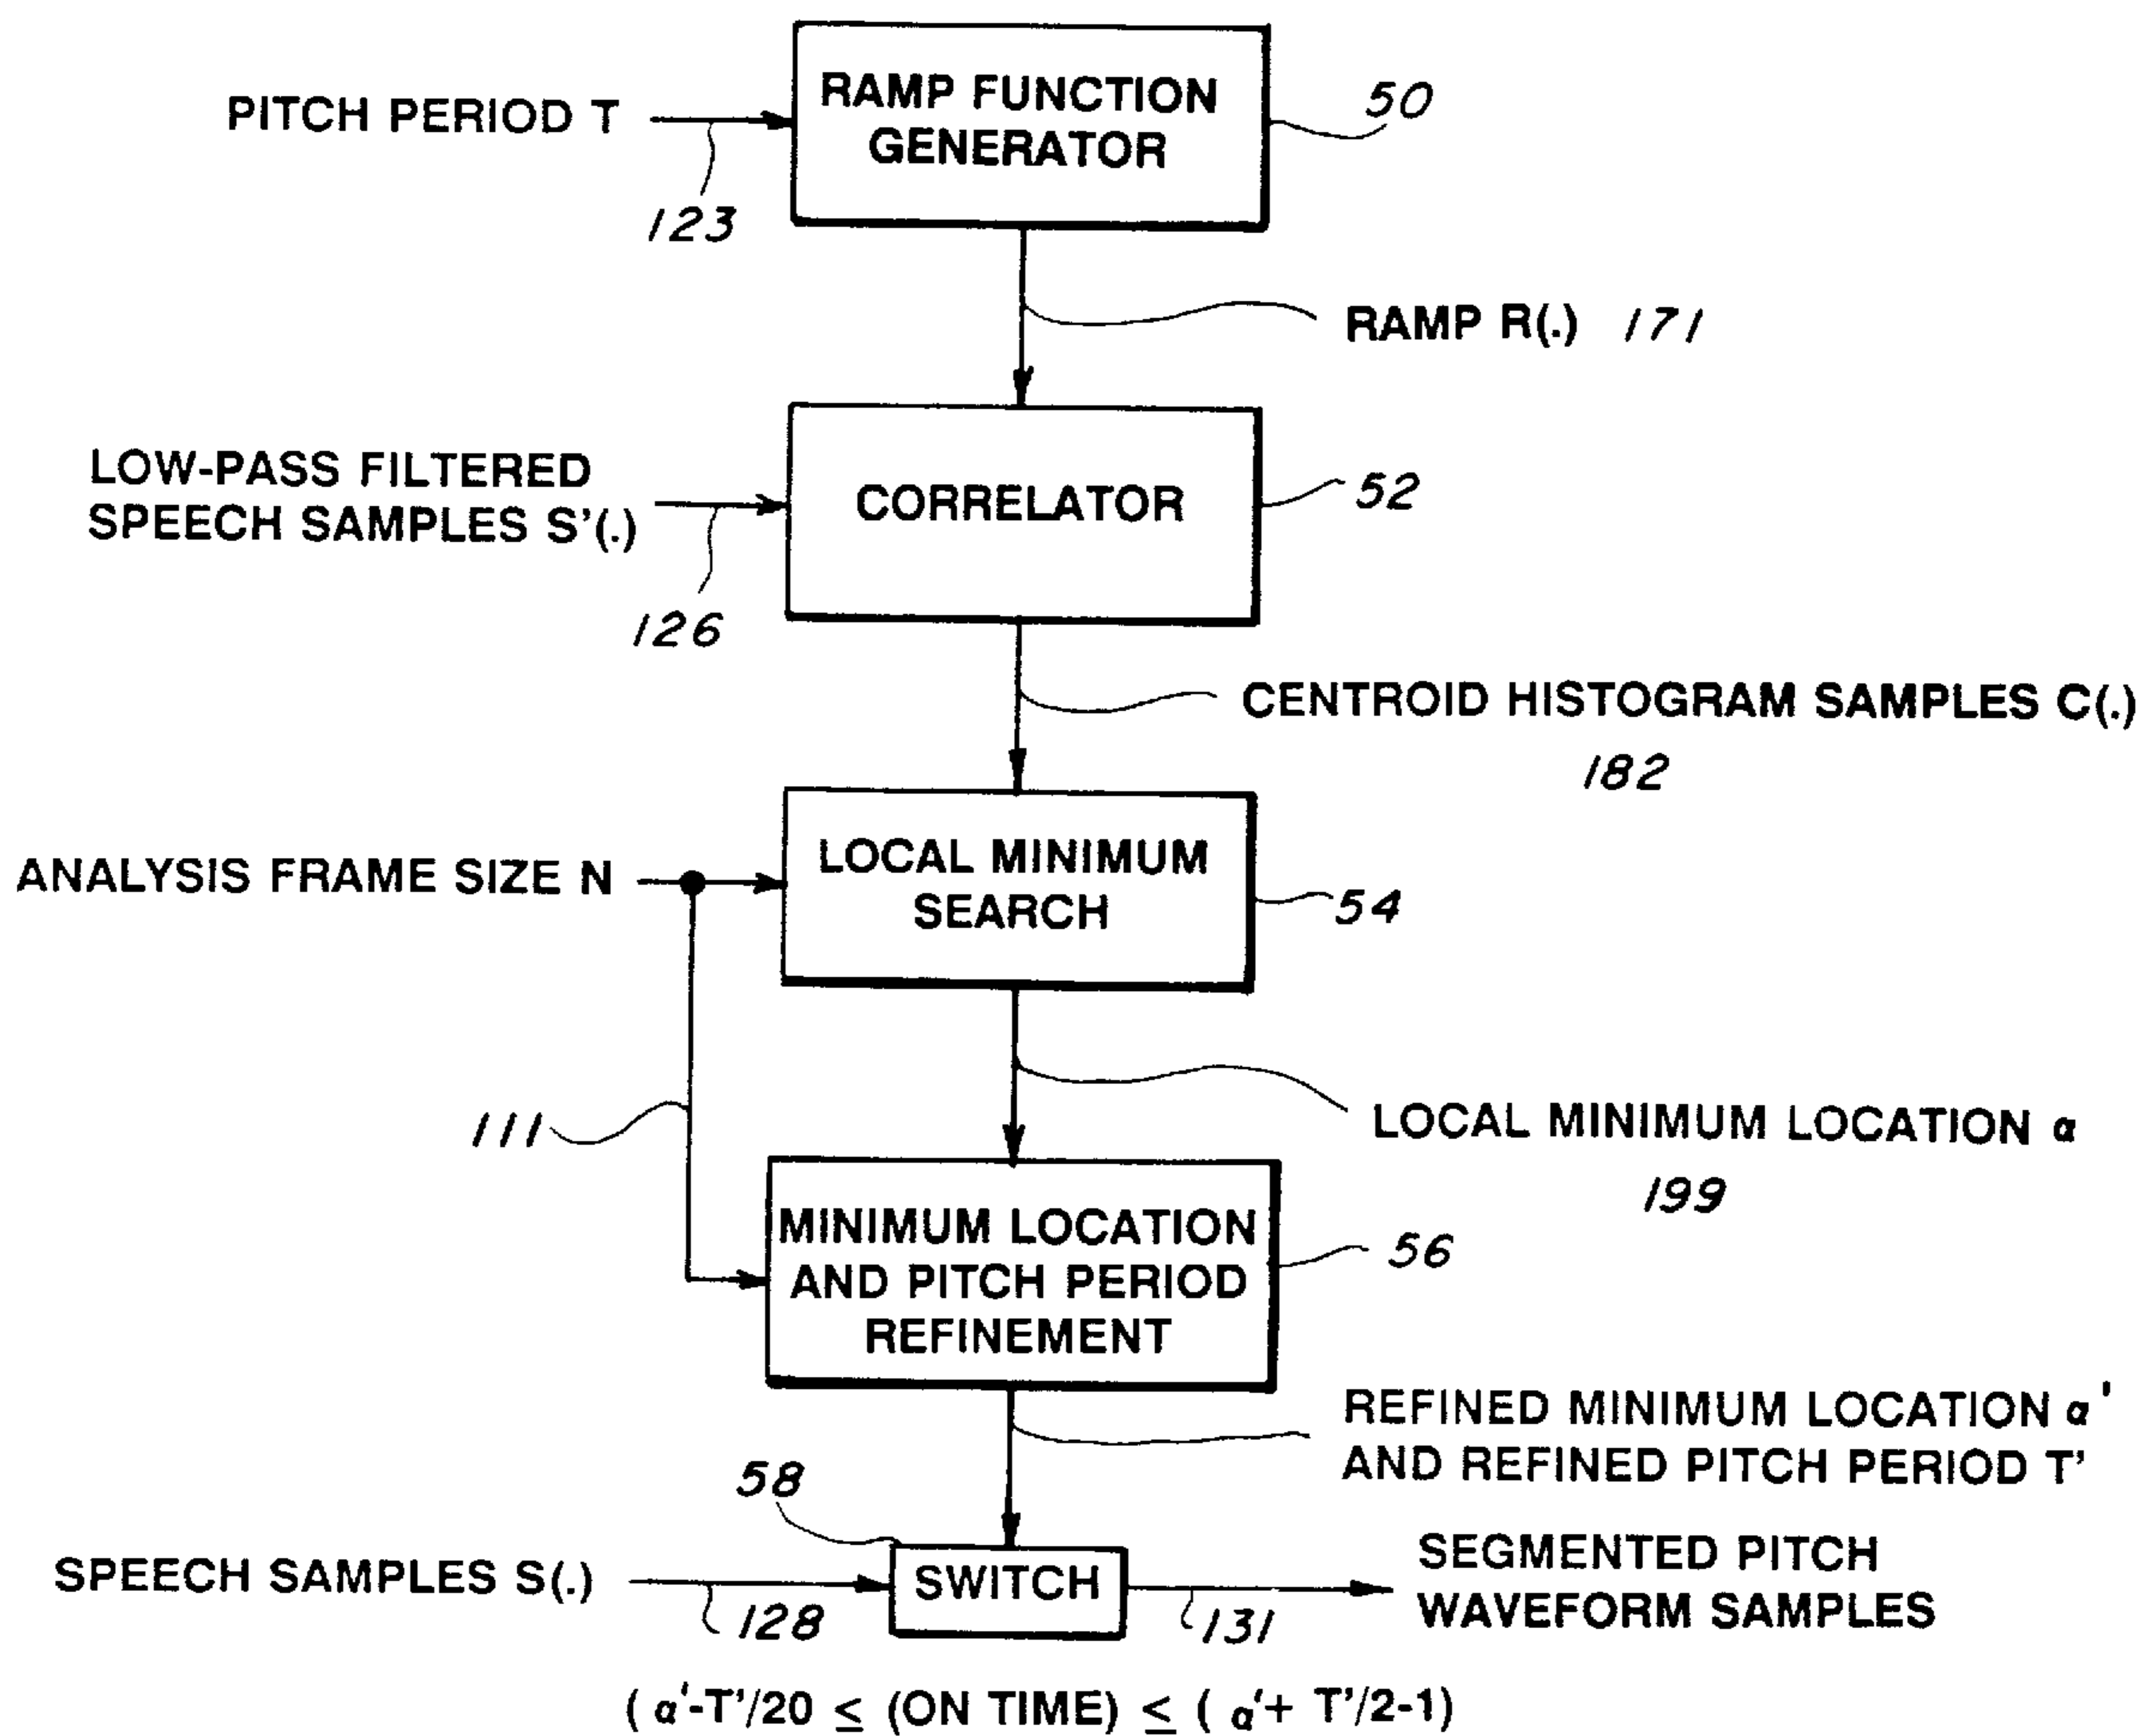 PITCH PERIOD T
123
RAMP FUNCTION
GENERATOR
50
RAMP R(.) 171
LOW-PASS FILTERED
SPEECH SAMPLES S'(.)
126
CORRELATOR
52
CENTROID HISTOGRAM SAMPLES C(.)
182
ANALYSIS FRAME SIZE N
LOCAL MINIMUM
SEARCH
54
111
LOCAL MINIMUM LOCATION α
199
MINIMUM LOCATION
AND PITCH PERIOD
REFINEMENT
56
REFINED MINIMUM LOCATION α'
AND REFINED PITCH PERIOD T'
58
SPEECH SAMPLES S(.)
128
SWITCH
131
SEGMENTED PITCH
WAVEFORM SAMPLES
( α'-T'/20 ≤ (ON TIME) ≤ ( α'+ T'/2-1)